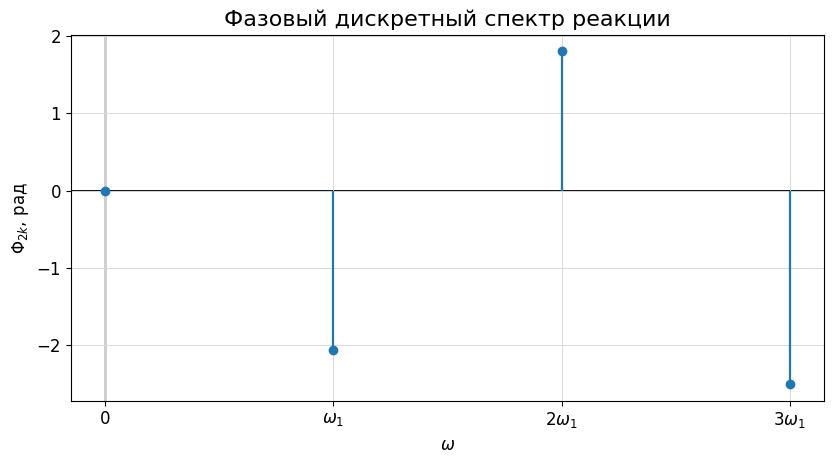 Фазовый дискретный спектр реакции
Φ₂ₖ, рад
2
1
0
−1
−2
0 ω₁ 2ω₁ 3ω₁
ω